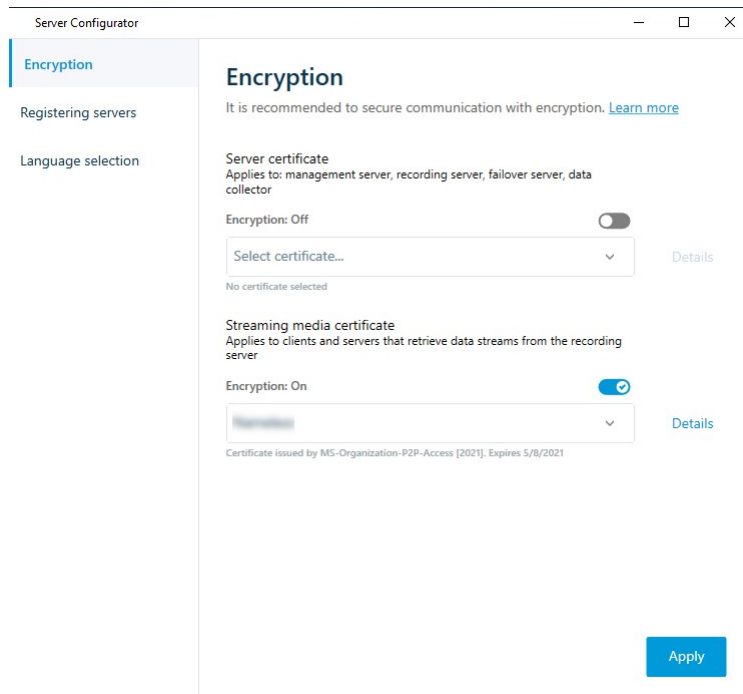 Server Configurator
Encryption
Registering servers
Language selection
Encryption
It is recommended to secure communication with encryption. Learn more
Server certificate
Applies to: management server, recording server, failover server, data
collector
Encryption: Off
Select certificate...
Details
No certificate selected
Streaming media certificate
Applies to clients and servers that retrieve data streams from the recording
server
Encryption: On
Details
Certificate issued by MS-Organization-P2P-Access [2021]. Expires 5/8/2021
Apply